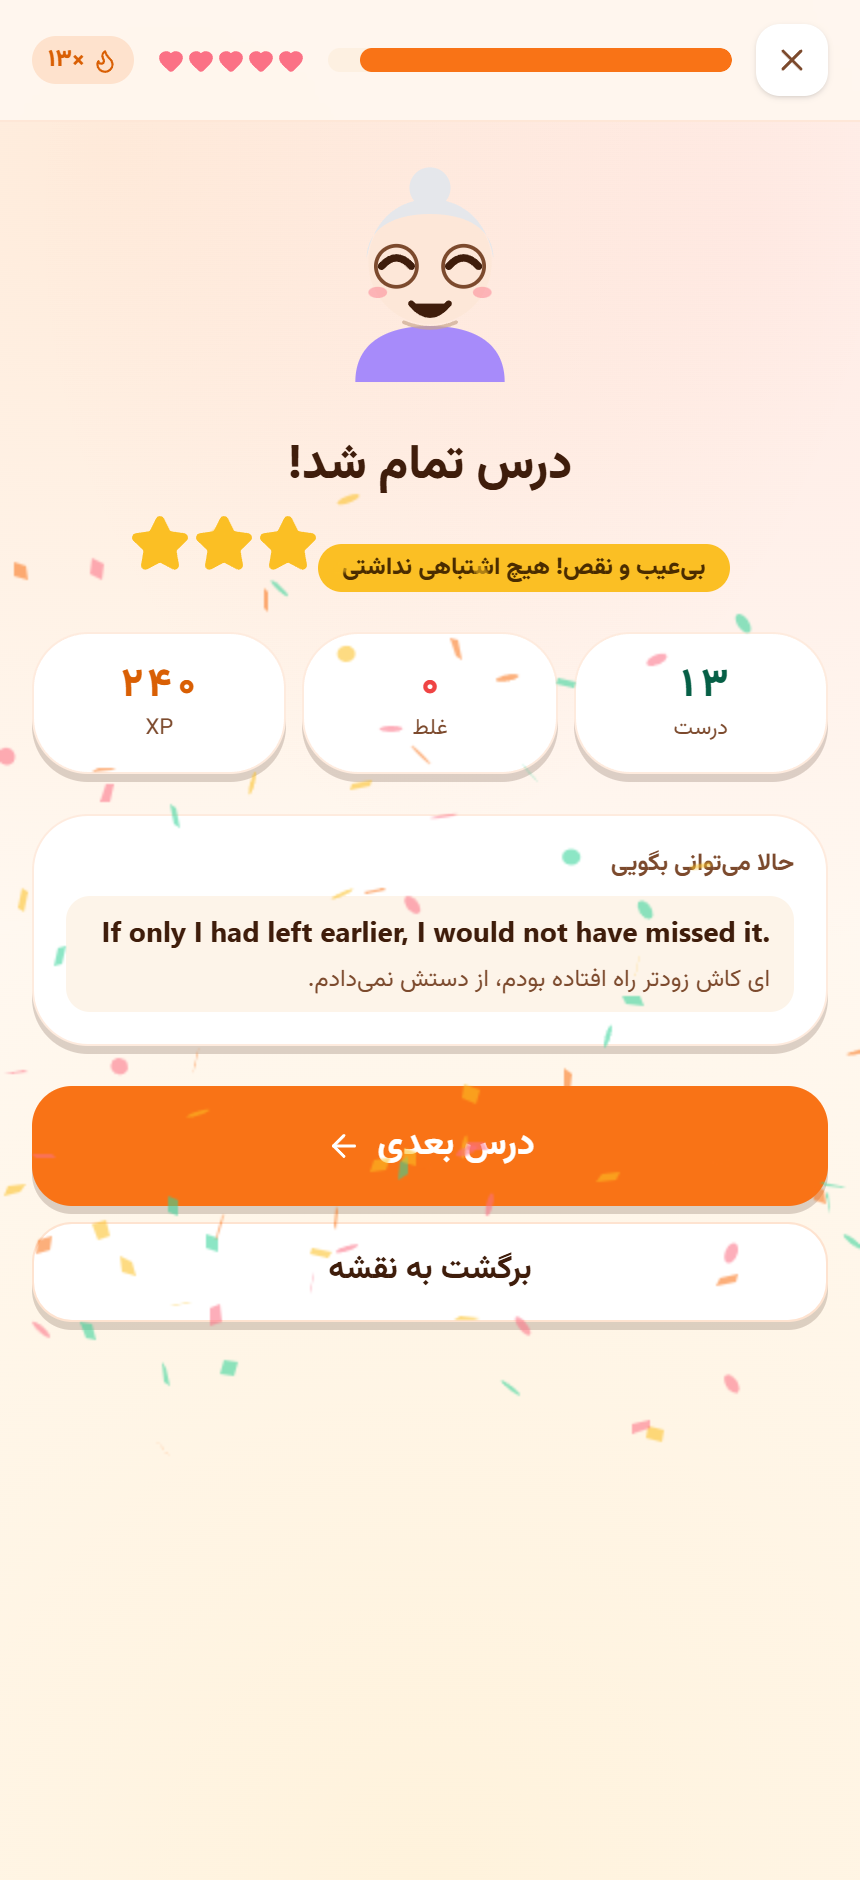 ۱۳×
درس تمام شد!
بی‌عیب و نقص! هیچ اشتباهی نداشتی
۱۳
درست
۰
غلط
۲۴۰
XP
حالا می‌توانی بگویی
If only I had left earlier, I would not have missed it.
ای کاش زودتر راه افتاده بودم، از دستش نمی‌دادم.
درس بعدی
برگشت به نقشه